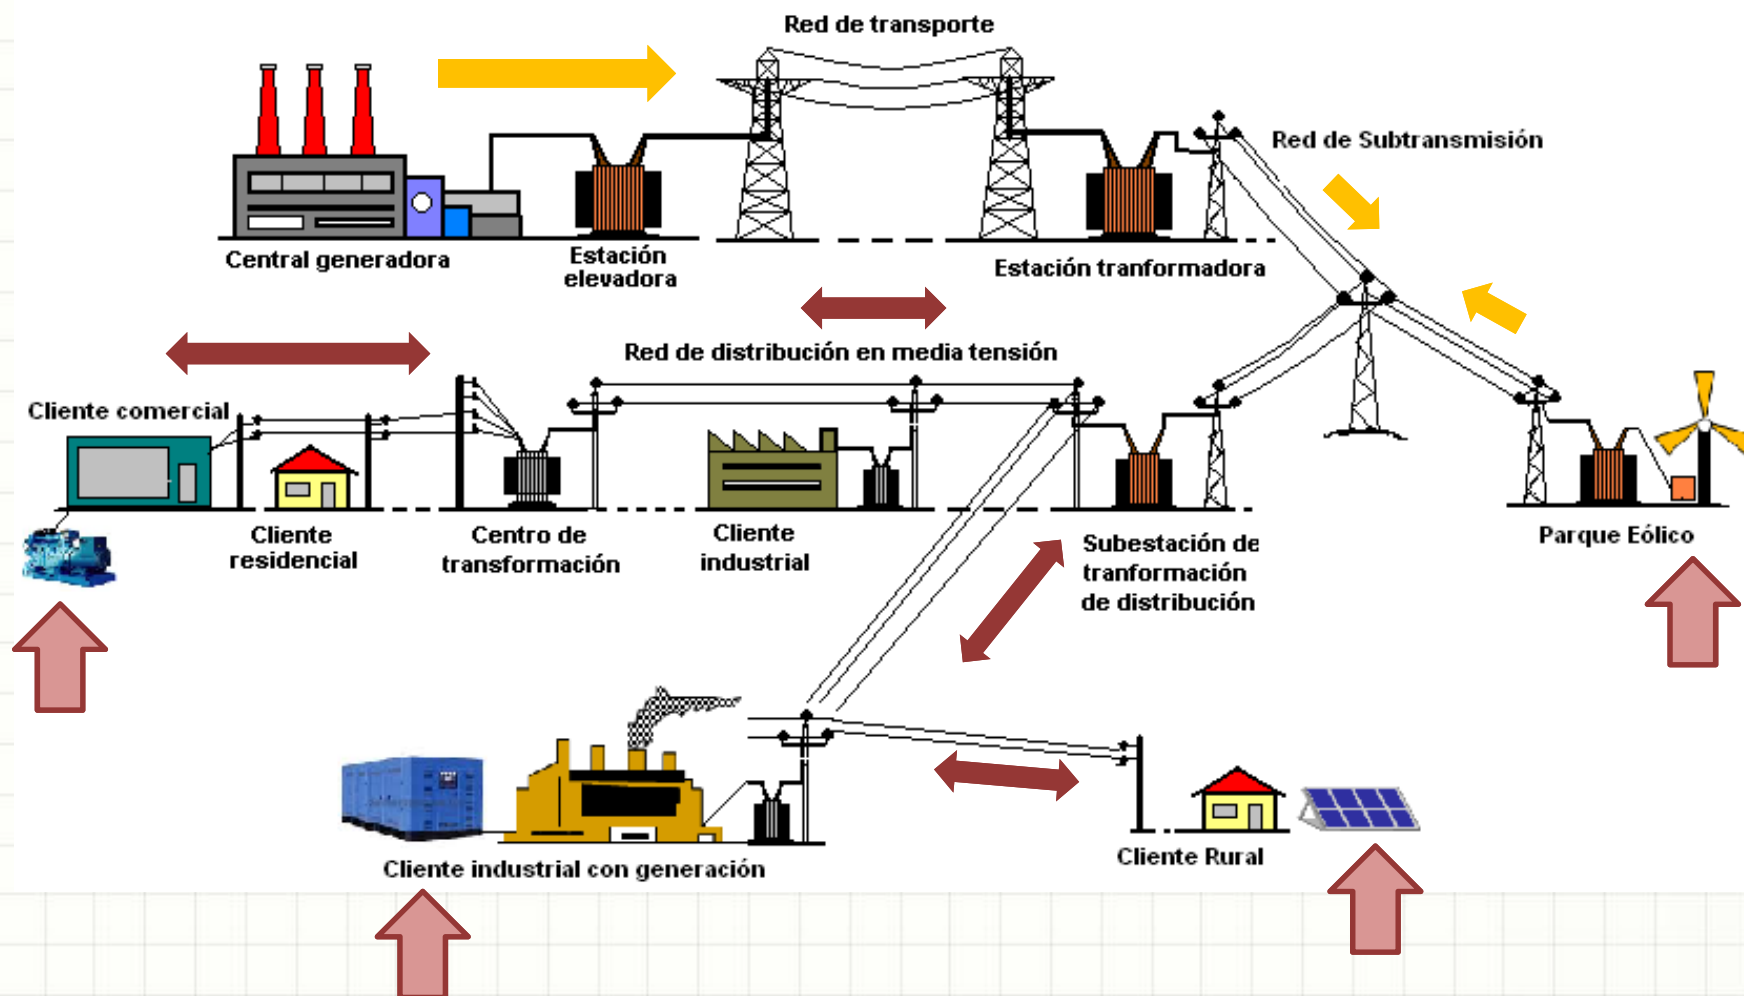 Red de transporte
Red de Subtransmisión
Central generadora
Estación
elevadora
Estación tranformadora
Red de distribución en media tensión
Cliente comercial
Cliente
residencial
Centro de
transformación
Cliente
industrial
Subestación de
tranformación
de distribución
Parque Eólico
Cliente industrial con generación
Cliente Rural